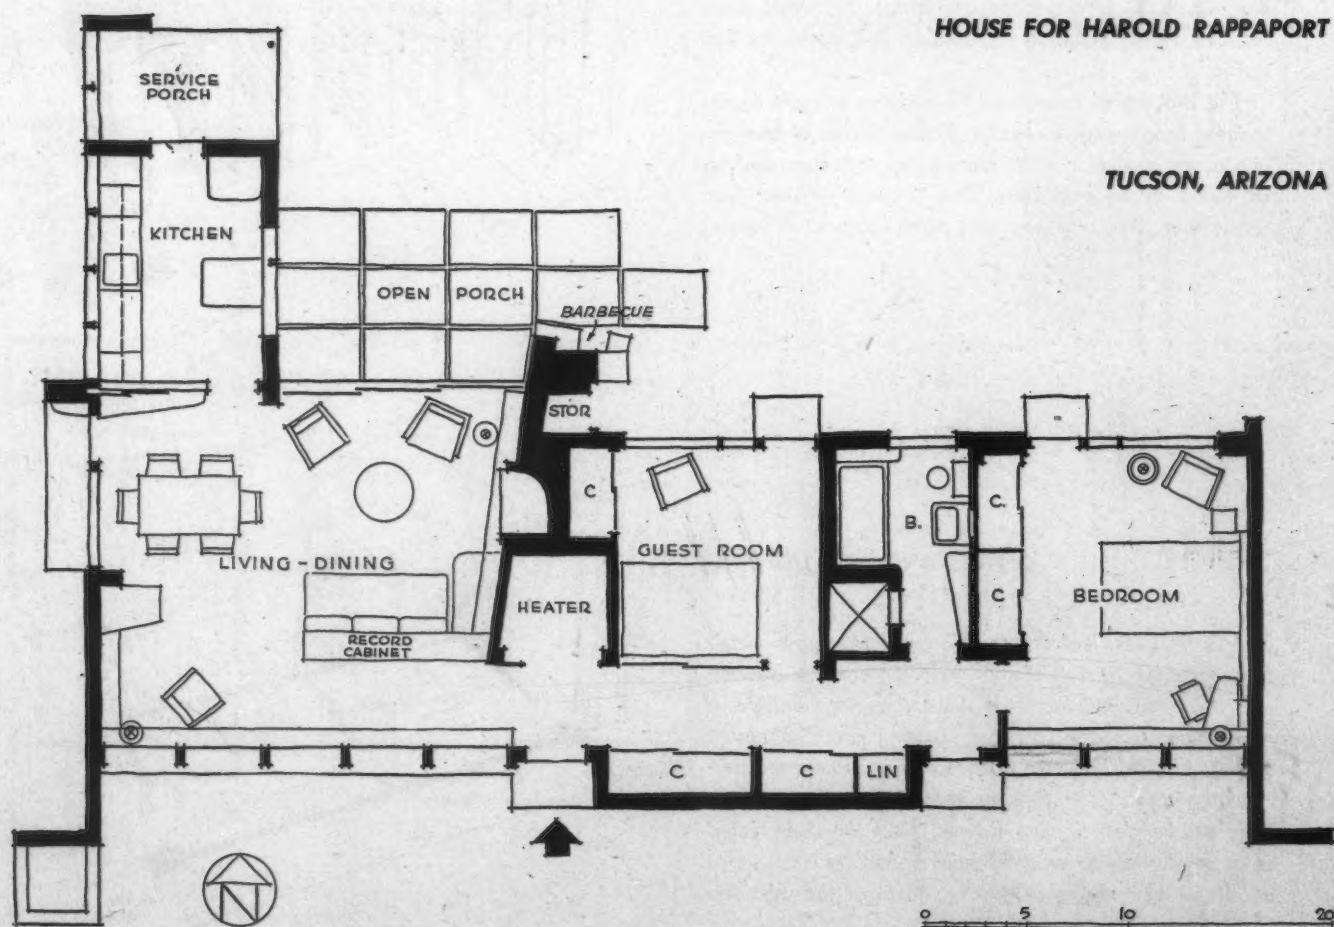 HOUSE FOR HAROLD RAPPAPORT
TUCSON, ARIZONA
SERVICE
PORCH
KITCHEN
OPEN PORCH
BARBECUE
STOR
C
GUEST ROOM
B.
C.
C
BEDROOM
LIVING - DINING
HEATER
RECORD
CABINET
C
C
LIN
N
0 5 10 20